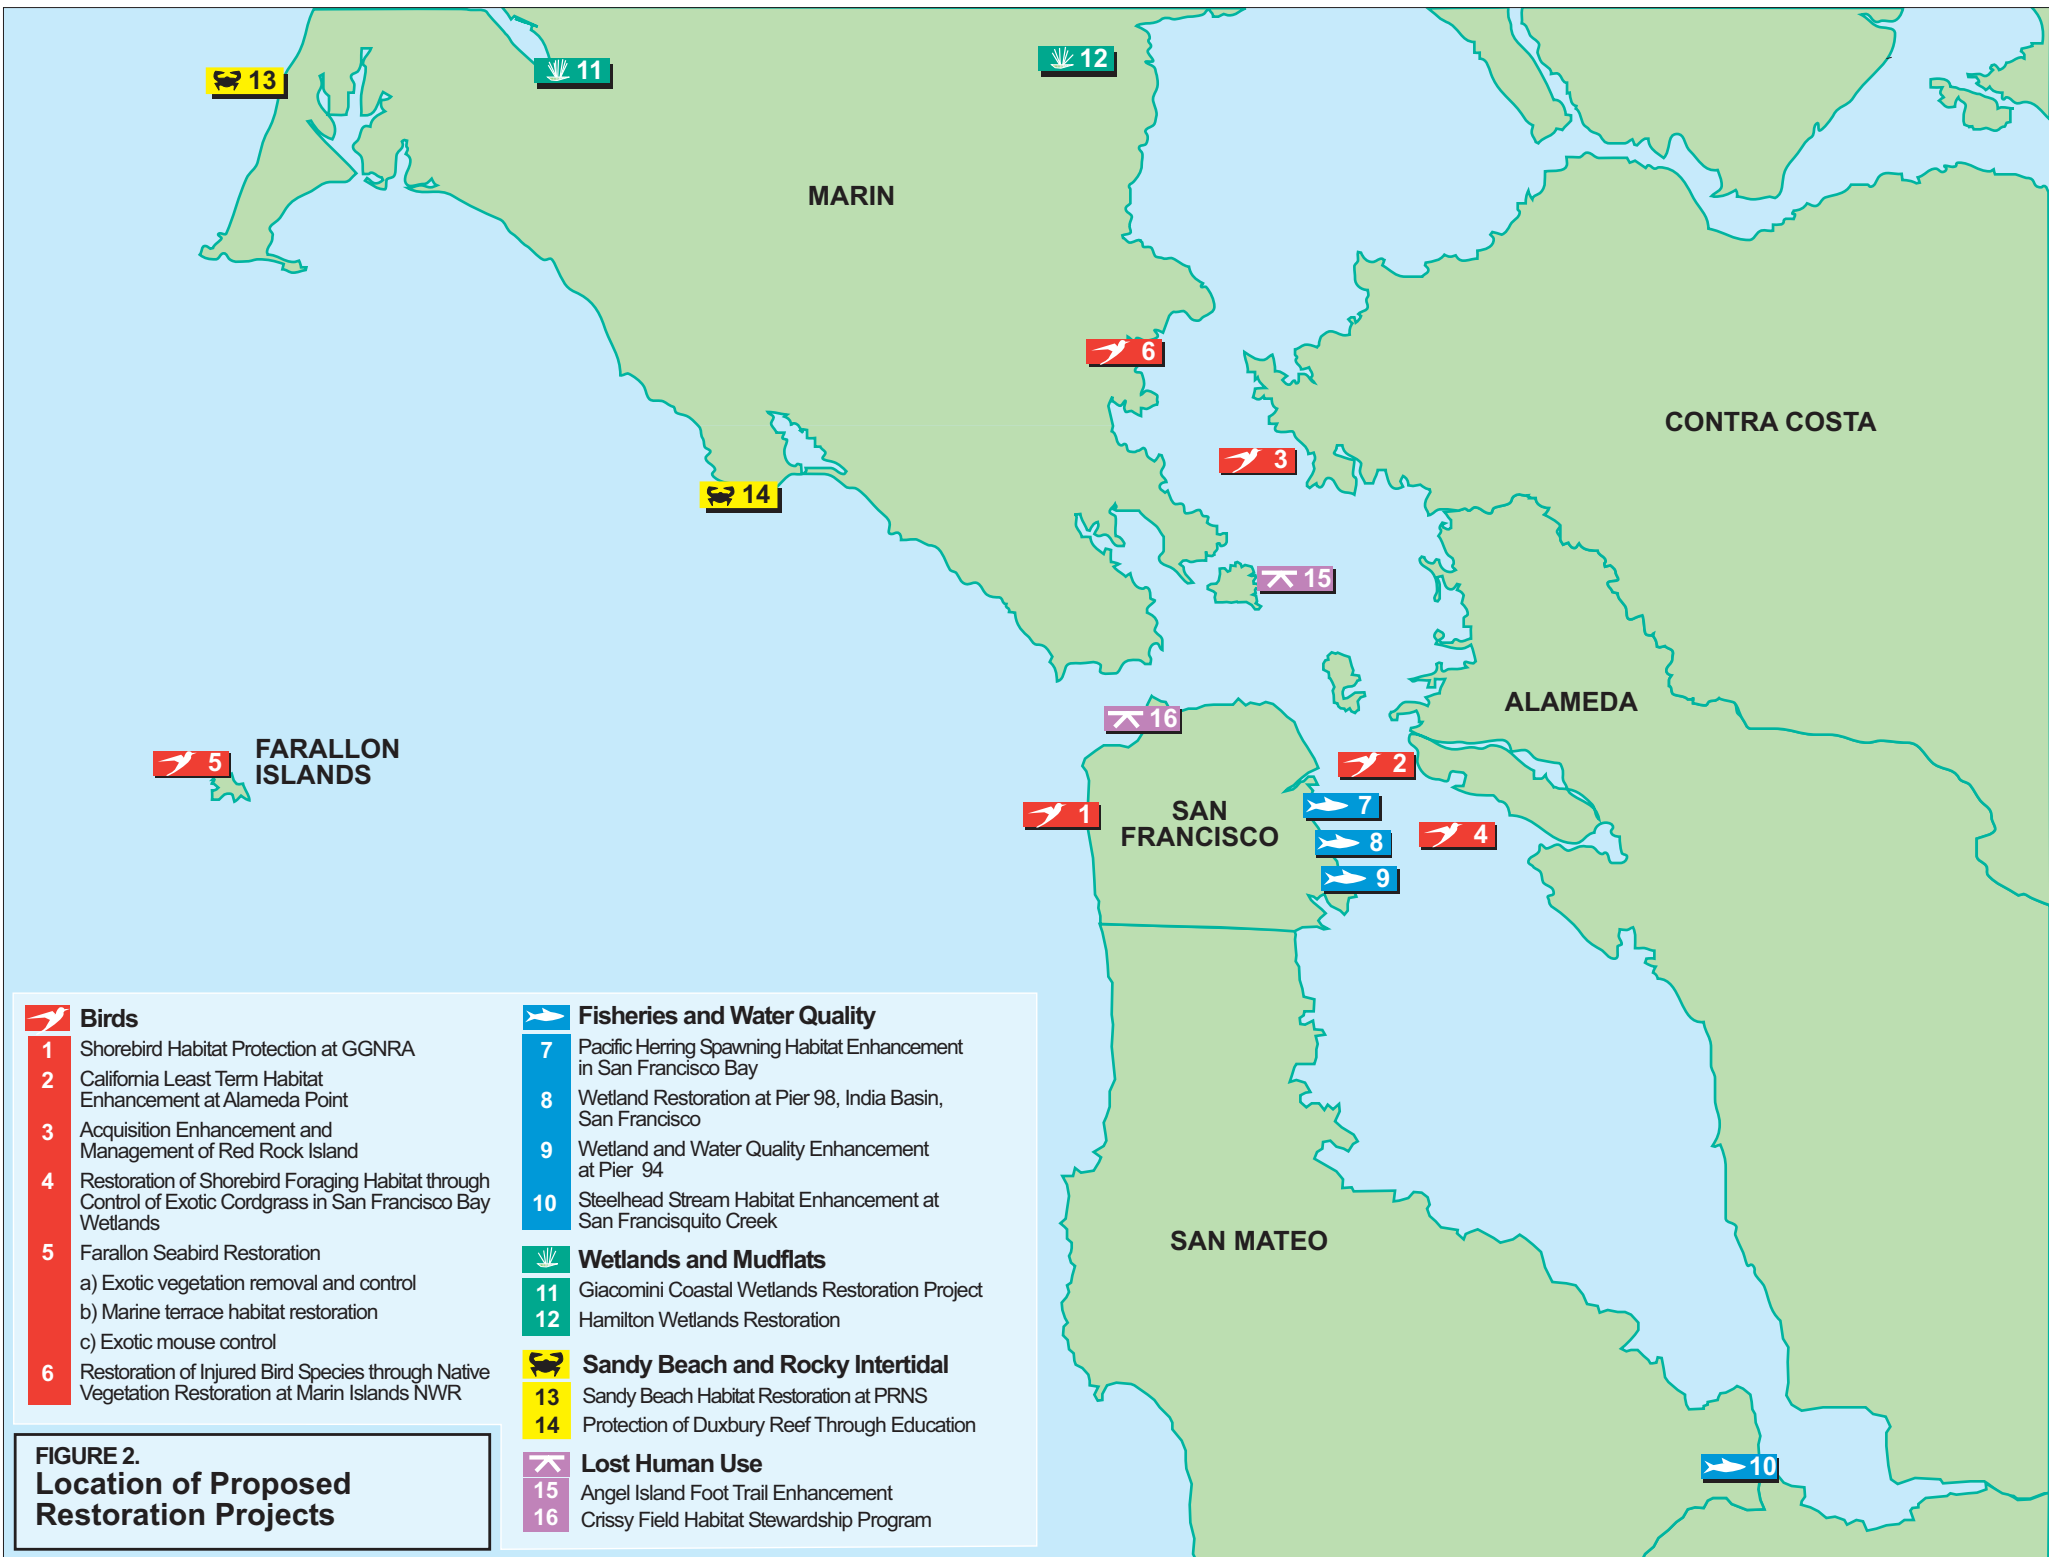 13
11
12
MARIN
6
CONTRA COSTA
3
14
15
ALAMEDA
16
FARALLON
ISLANDS
5
2
1
SAN
FRANCISCO
7
4
8
9
SAN MATEO
10
Birds
1 Shorebird Habitat Protection at GGNRA
2 California Least Term Habitat
Enhancement at Alameda Point
3 Acquisition Enhancement and
Management of Red Rock Island
4 Restoration of Shorebird Foraging Habitat through
Control of Exotic Cordgrass in San Francisco Bay
Wetlands
5 Farallon Seabird Restoration
a) Exotic vegetation removal and control
b) Marine terrace habitat restoration
c) Exotic mouse control
6 Restoration of Injured Bird Species through Native
Vegetation Restoration at Marin Islands NWR
Fisheries and Water Quality
7 Pacific Herring Spawning Habitat Enhancement
in San Francisco Bay
8 Wetland Restoration at Pier 98, India Basin,
San Francisco
9 Wetland and Water Quality Enhancement
at Pier 94
10 Steelhead Stream Habitat Enhancement at
San Francisquito Creek
Wetlands and Mudflats
11 Giacomini Coastal Wetlands Restoration Project
12 Hamilton Wetlands Restoration
Sandy Beach and Rocky Intertidal
13 Sandy Beach Habitat Restoration at PRNS
14 Protection of Duxbury Reef Through Education
Lost Human Use
15 Angel Island Foot Trail Enhancement
16 Crissy Field Habitat Stewardship Program
FIGURE 2.
Location of Proposed
Restoration Projects